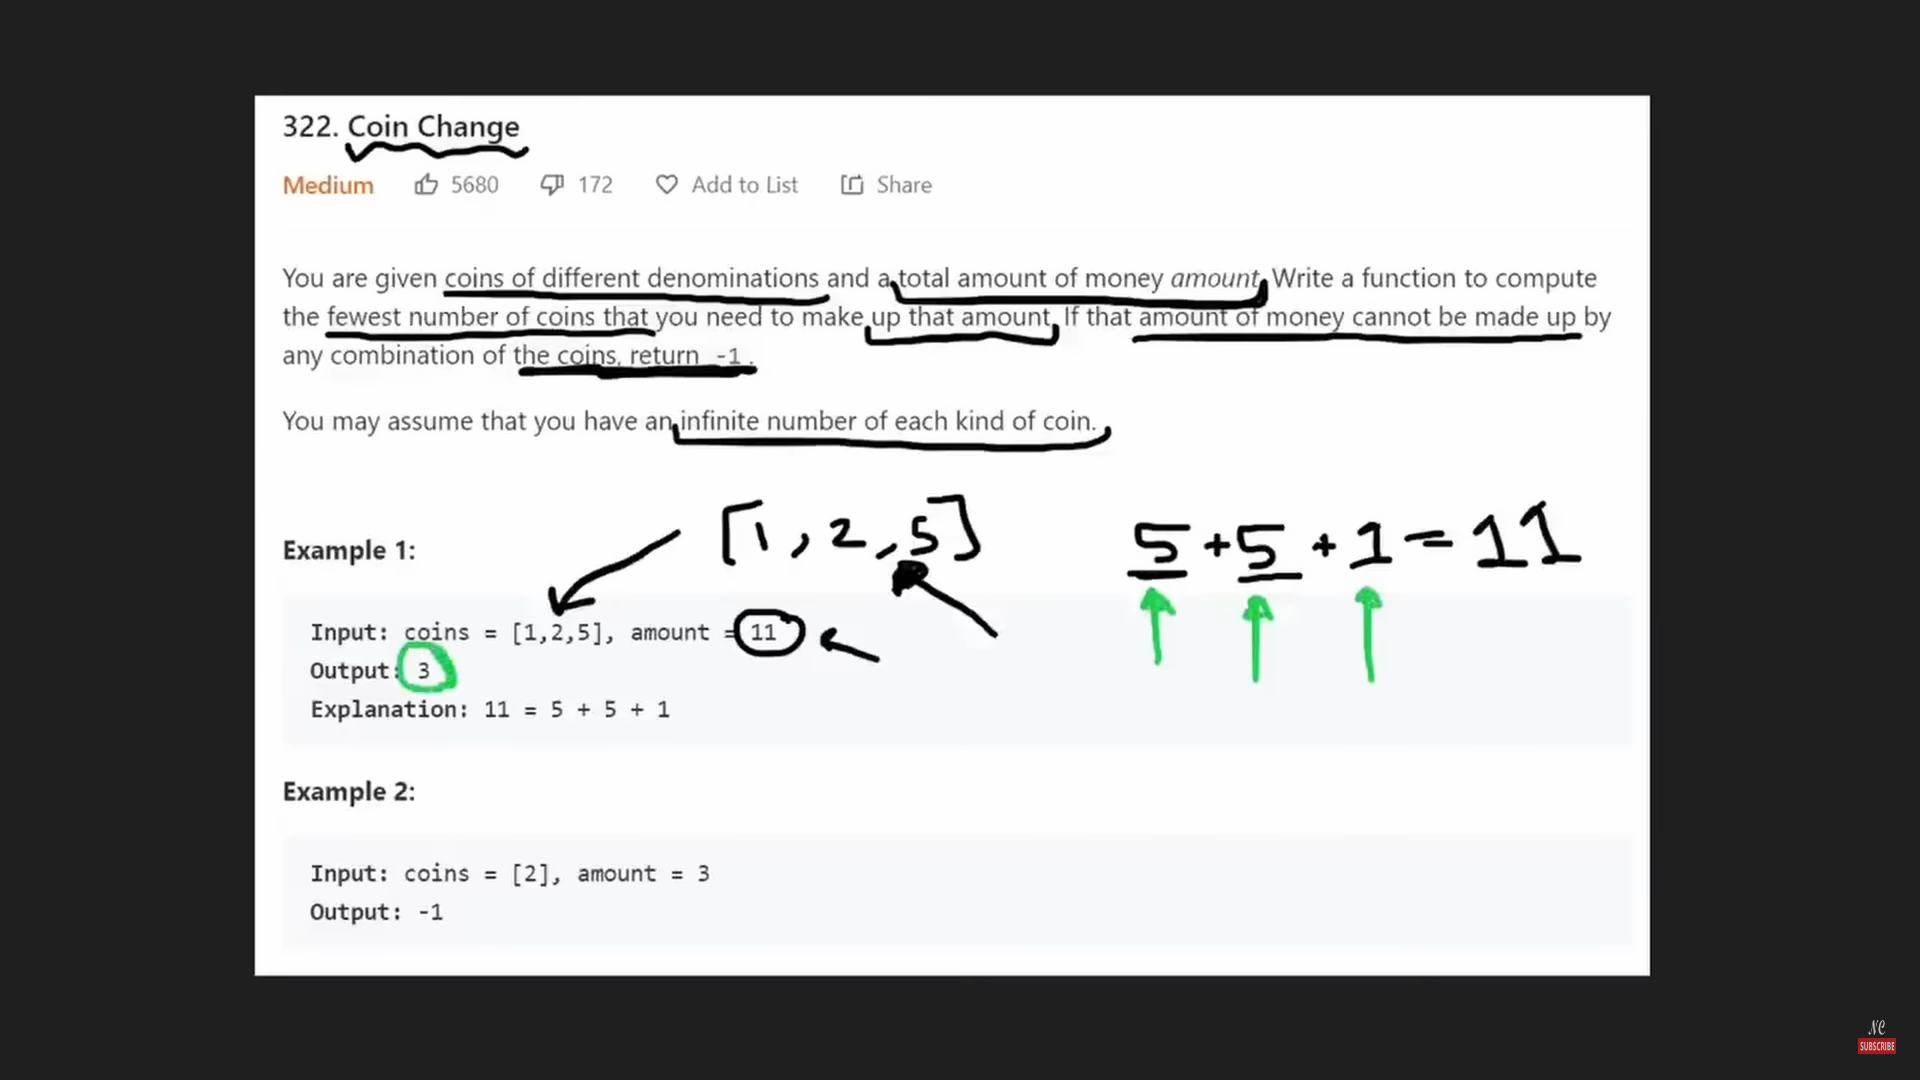 322. Coin Change
Medium 5680 172 Add to List Share
You are given coins of different denominations and a total amount of money amount. Write a function to compute
the fewest number of coins that you need to make up that amount. If that amount of money cannot be made up by
any combination of the coins, return -1.
You may assume that you have an infinite number of each kind of coin.
[1, 2, 5]
5 + 5 + 1 = 11
Example 1:
Input: coins = [1,2,5], amount = 11
Output: 3
Explanation: 11 = 5 + 5 + 1
Example 2:
Input: coins = [2], amount = 3
Output: -1
NC
SUBSCRIBE